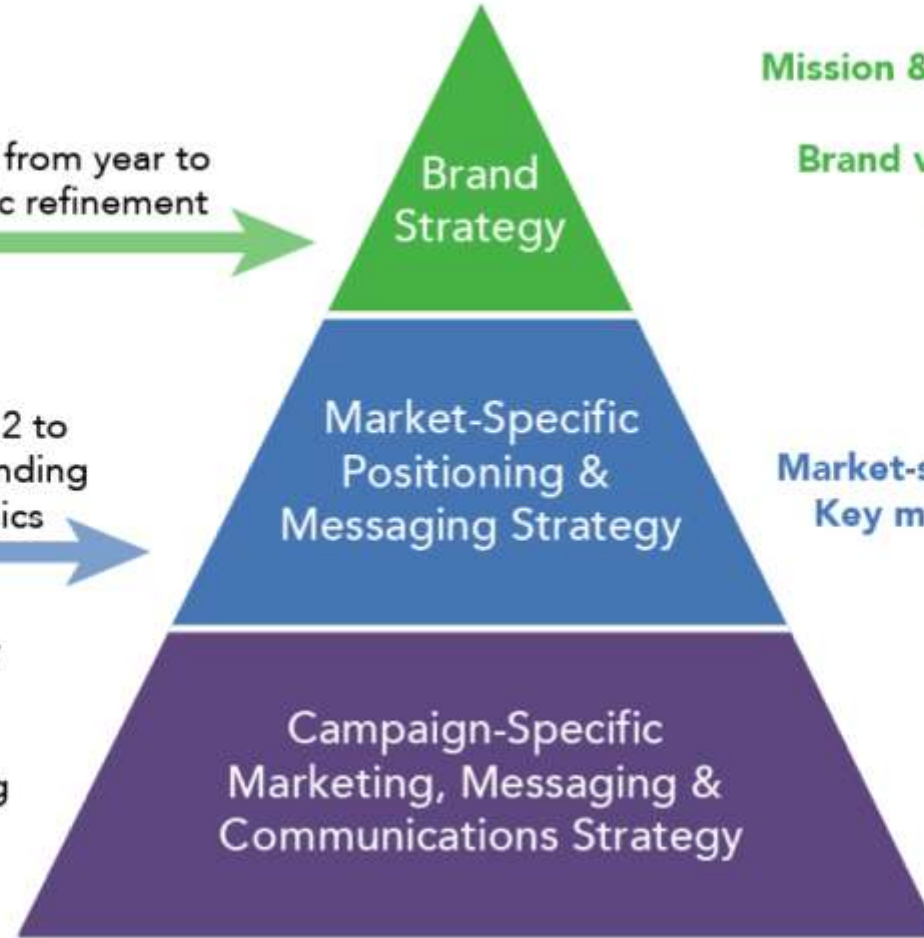 Mission &
from year to
c refinement
Brand
Strategy
Brand v
2 to
nding
ics
Market-Specific
Positioning &
Messaging Strategy
Market-s
Key m
Campaign-Specific
Marketing, Messaging &
Communications Strategy
g